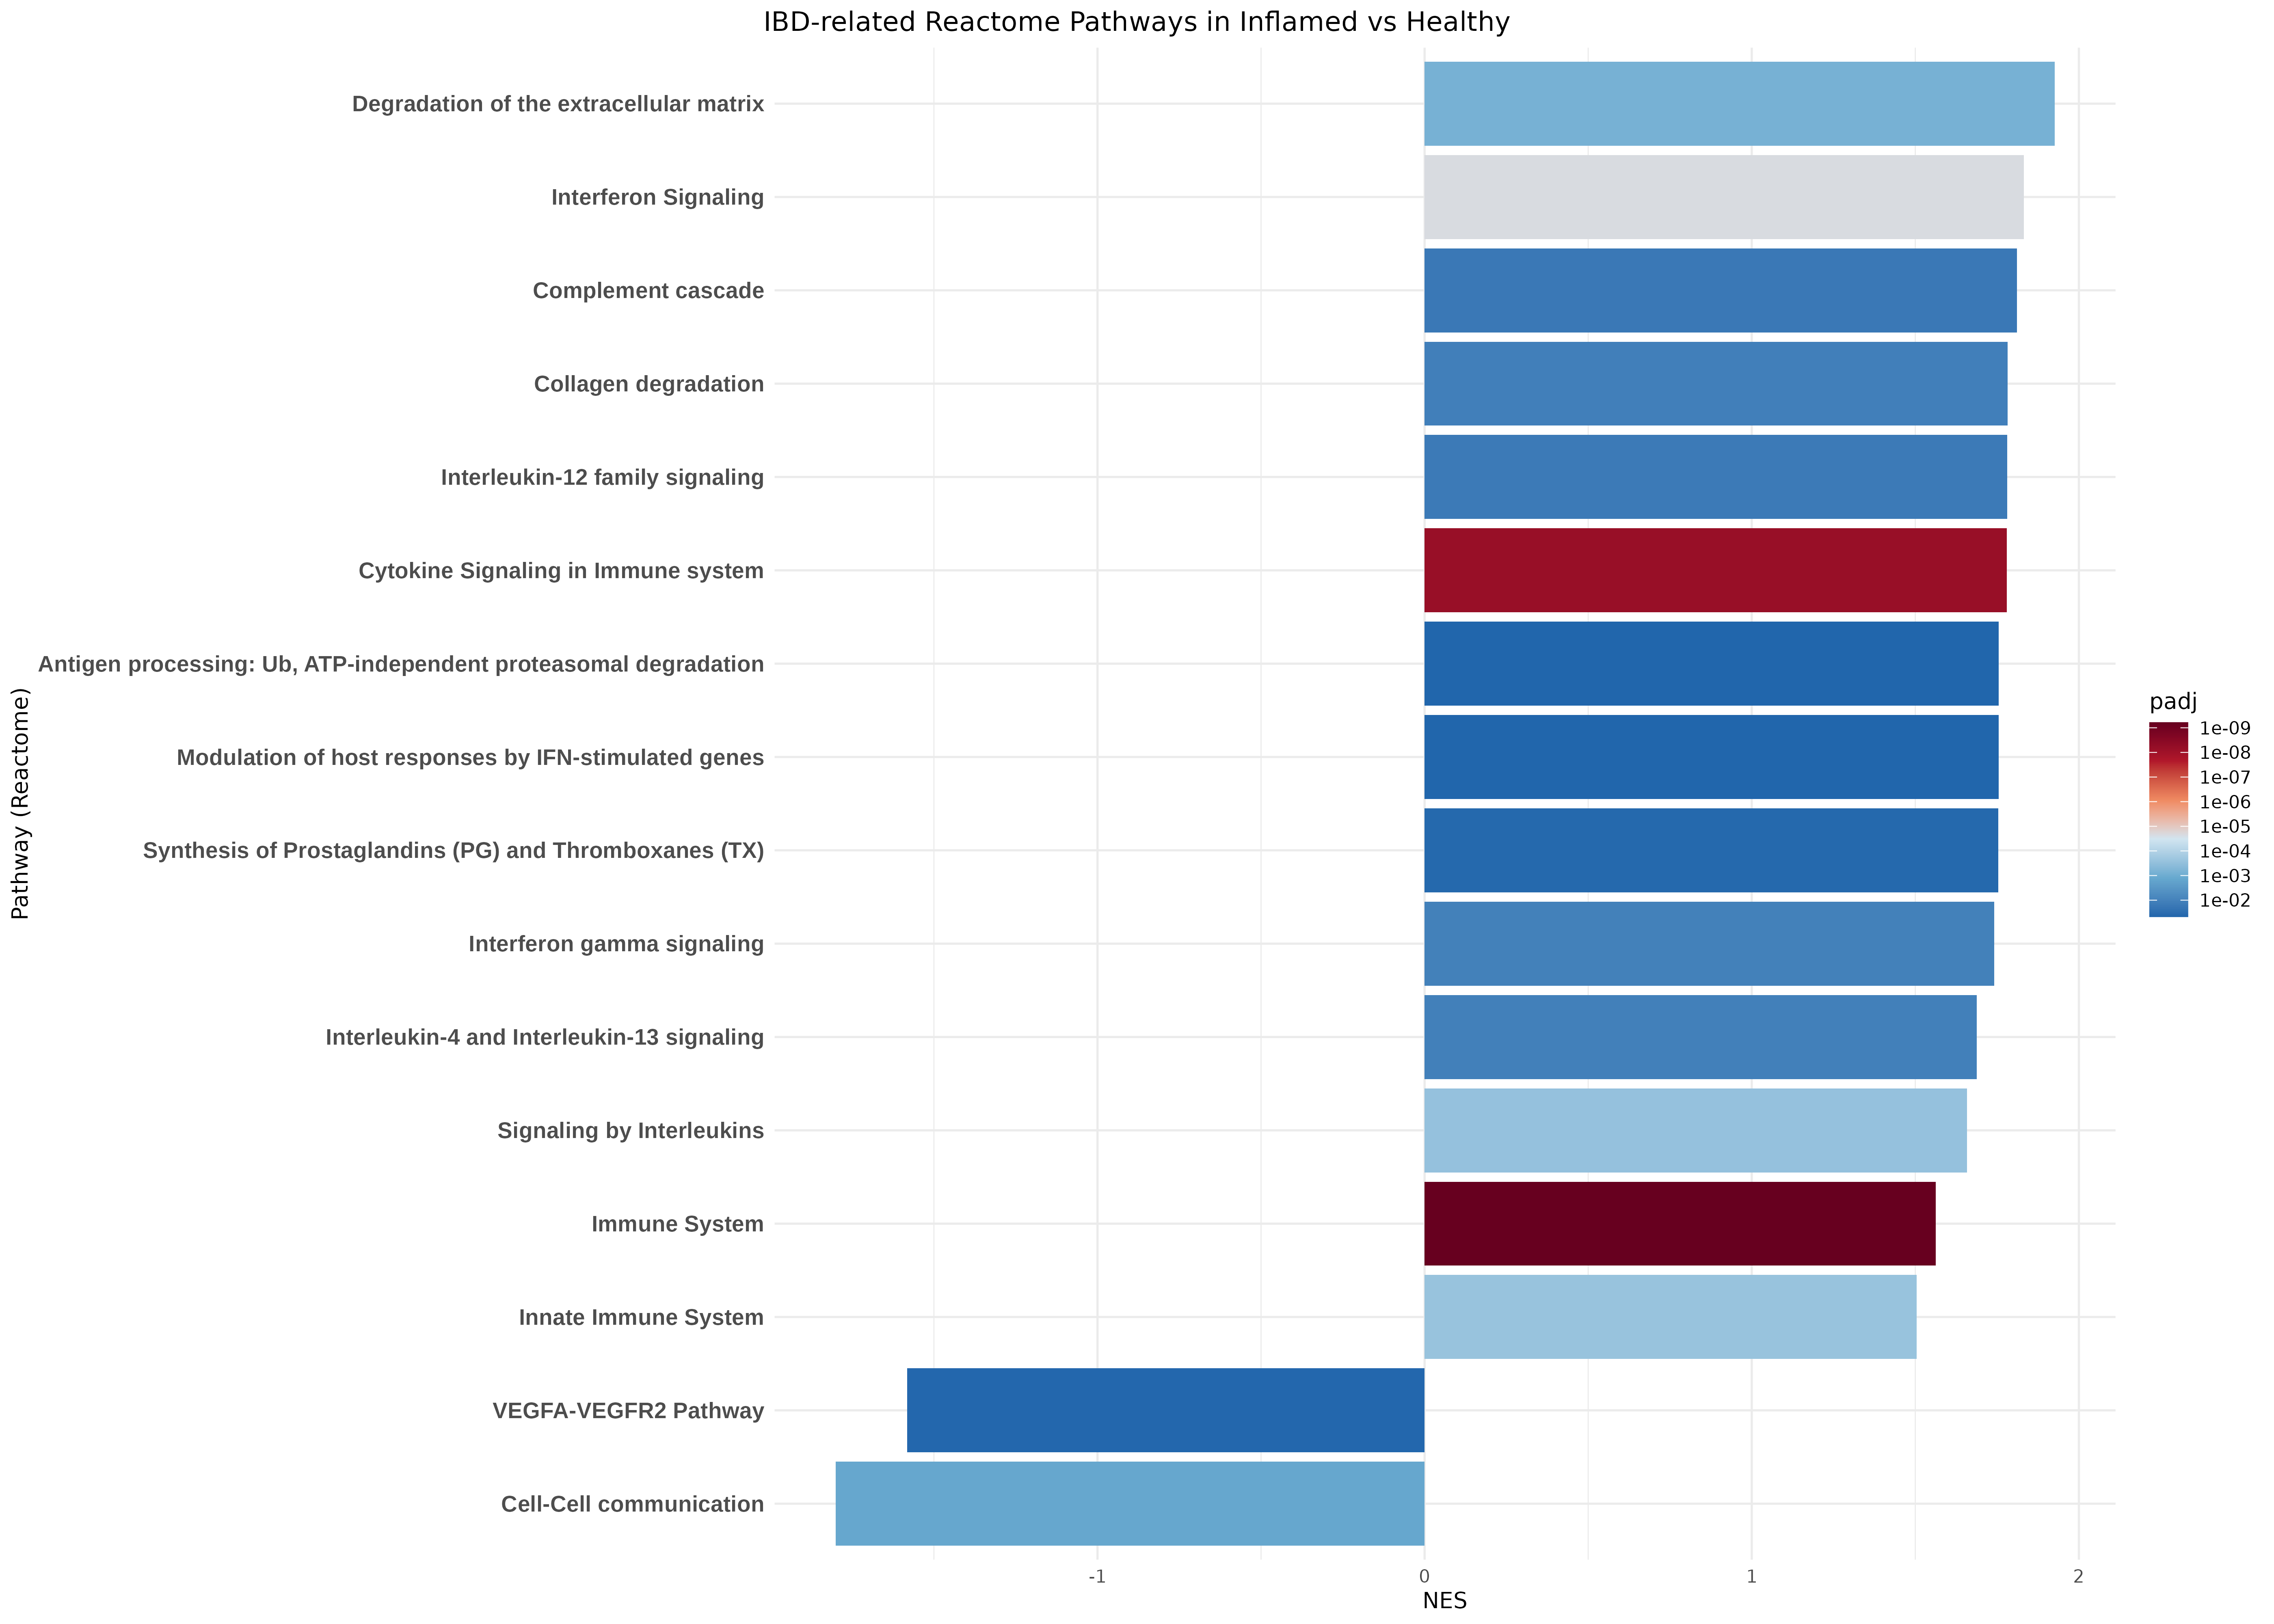 IBD-related Reactome Pathways in Inflamed vs Healthy
Pathway (Reactome)
Degradation of the extracellular matrix
Interferon Signaling
Complement cascade
Collagen degradation
Interleukin-12 family signaling
Cytokine Signaling in Immune system
Antigen processing: Ub, ATP-independent proteasomal degradation
Modulation of host responses by IFN-stimulated genes
Synthesis of Prostaglandins (PG) and Thromboxanes (TX)
Interferon gamma signaling
Interleukin-4 and Interleukin-13 signaling
Signaling by Interleukins
Immune System
Innate Immune System
VEGFA-VEGFR2 Pathway
Cell-Cell communication
-1
0
1
2
NES
padj
1e-09
1e-08
1e-07
1e-06
1e-05
1e-04
1e-03
1e-02